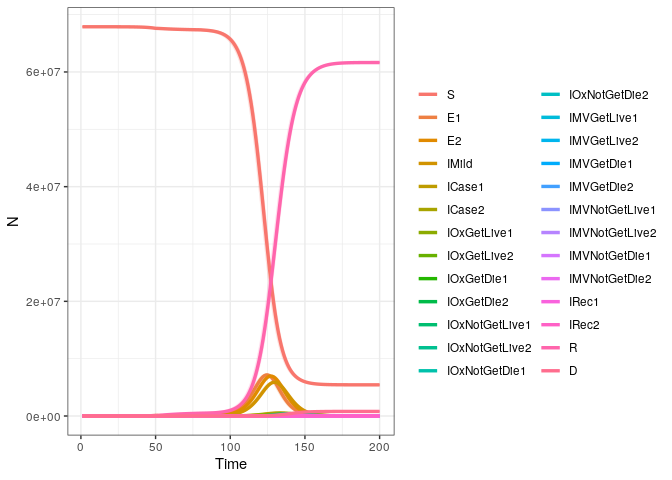 6e+07
4e+07
2e+07
0e+00
N
0
50
100
150
200
Time
S
E1
E2
IMild
ICase1
ICase2
IOxGetLive1
IOxGetLive2
IOxGetDie1
IOxGetDie2
IOxNotGetLive1
IOxNotGetLive2
IOxNotGetDie1
IOxNotGetDie2
IMVGetLive1
IMVGetLive2
IMVGetDie1
IMVGetDie2
IMVNotGetLive1
IMVNotGetLive2
IMVNotGetDie1
IMVNotGetDie2
IRec1
IRec2
R
D